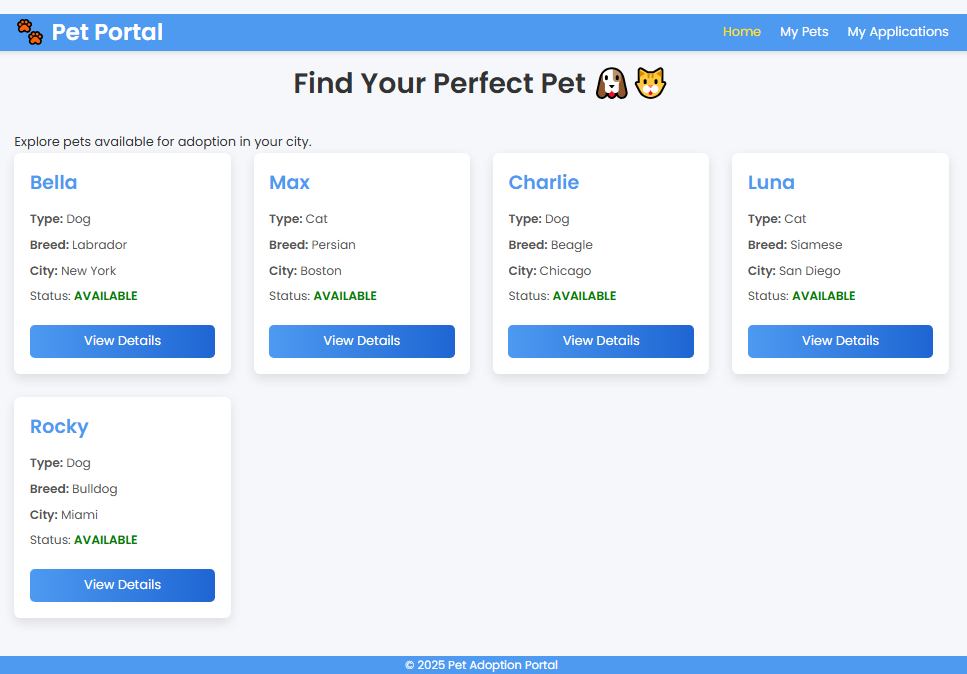 Pet Portal
Home My Pets My Applications
Find Your Perfect Pet
Explore pets available for adoption in your city.
Bella
Type: Dog
Breed: Labrador
City: New York
Status: AVAILABLE
View Details
Max
Type: Cat
Breed: Persian
City: Boston
Status: AVAILABLE
View Details
Charlie
Type: Dog
Breed: Beagle
City: Chicago
Status: AVAILABLE
View Details
Luna
Type: Cat
Breed: Siamese
City: San Diego
Status: AVAILABLE
View Details
Rocky
Type: Dog
Breed: Bulldog
City: Miami
Status: AVAILABLE
View Details
© 2025 Pet Adoption Portal